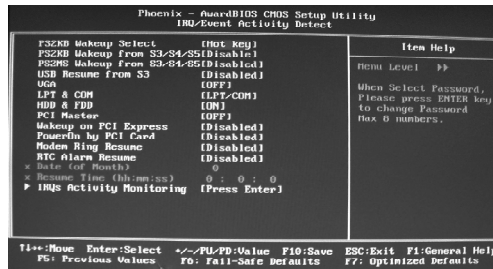 Phoenix - AwardBIOS CMOS Setup Utility
IRQ/Event Activity Detect
PS2KB Wakeup Select [Hot key]
PS2KB Wakeup from S3/S4/S5[Disable]
PS2MS Wakeup from S3/S4/S5[Disabled]
USB Resume from S3 [Disabled]
VGA [OFF]
LPT & COM [LPT/COM]
HDD & FDD [ON]
PCI Master [OFF]
Wakeup on PCI Express [Disabled]
PowerOn by PCI Card [Disabled]
Modem Ring Resume [Disabled]
RTC Alarm Resume [Disabled]
x Date (of Month) 0
x Resume Time (hh:mm:ss) 0 : 0 : 0
▶ IRQs Activity Monitoring [Press Enter]
Item Help
Menu Level ▶▶
When Select Password,
Please press ENTER key
to change Password
Max 8 numbers.
↑↓→←:Move Enter:Select +/-/PU/PD:Value F10:Save ESC:Exit F1:General Help
F5: Previous Values F6: Fail-Safe Defaults F7: Optimized Defaults